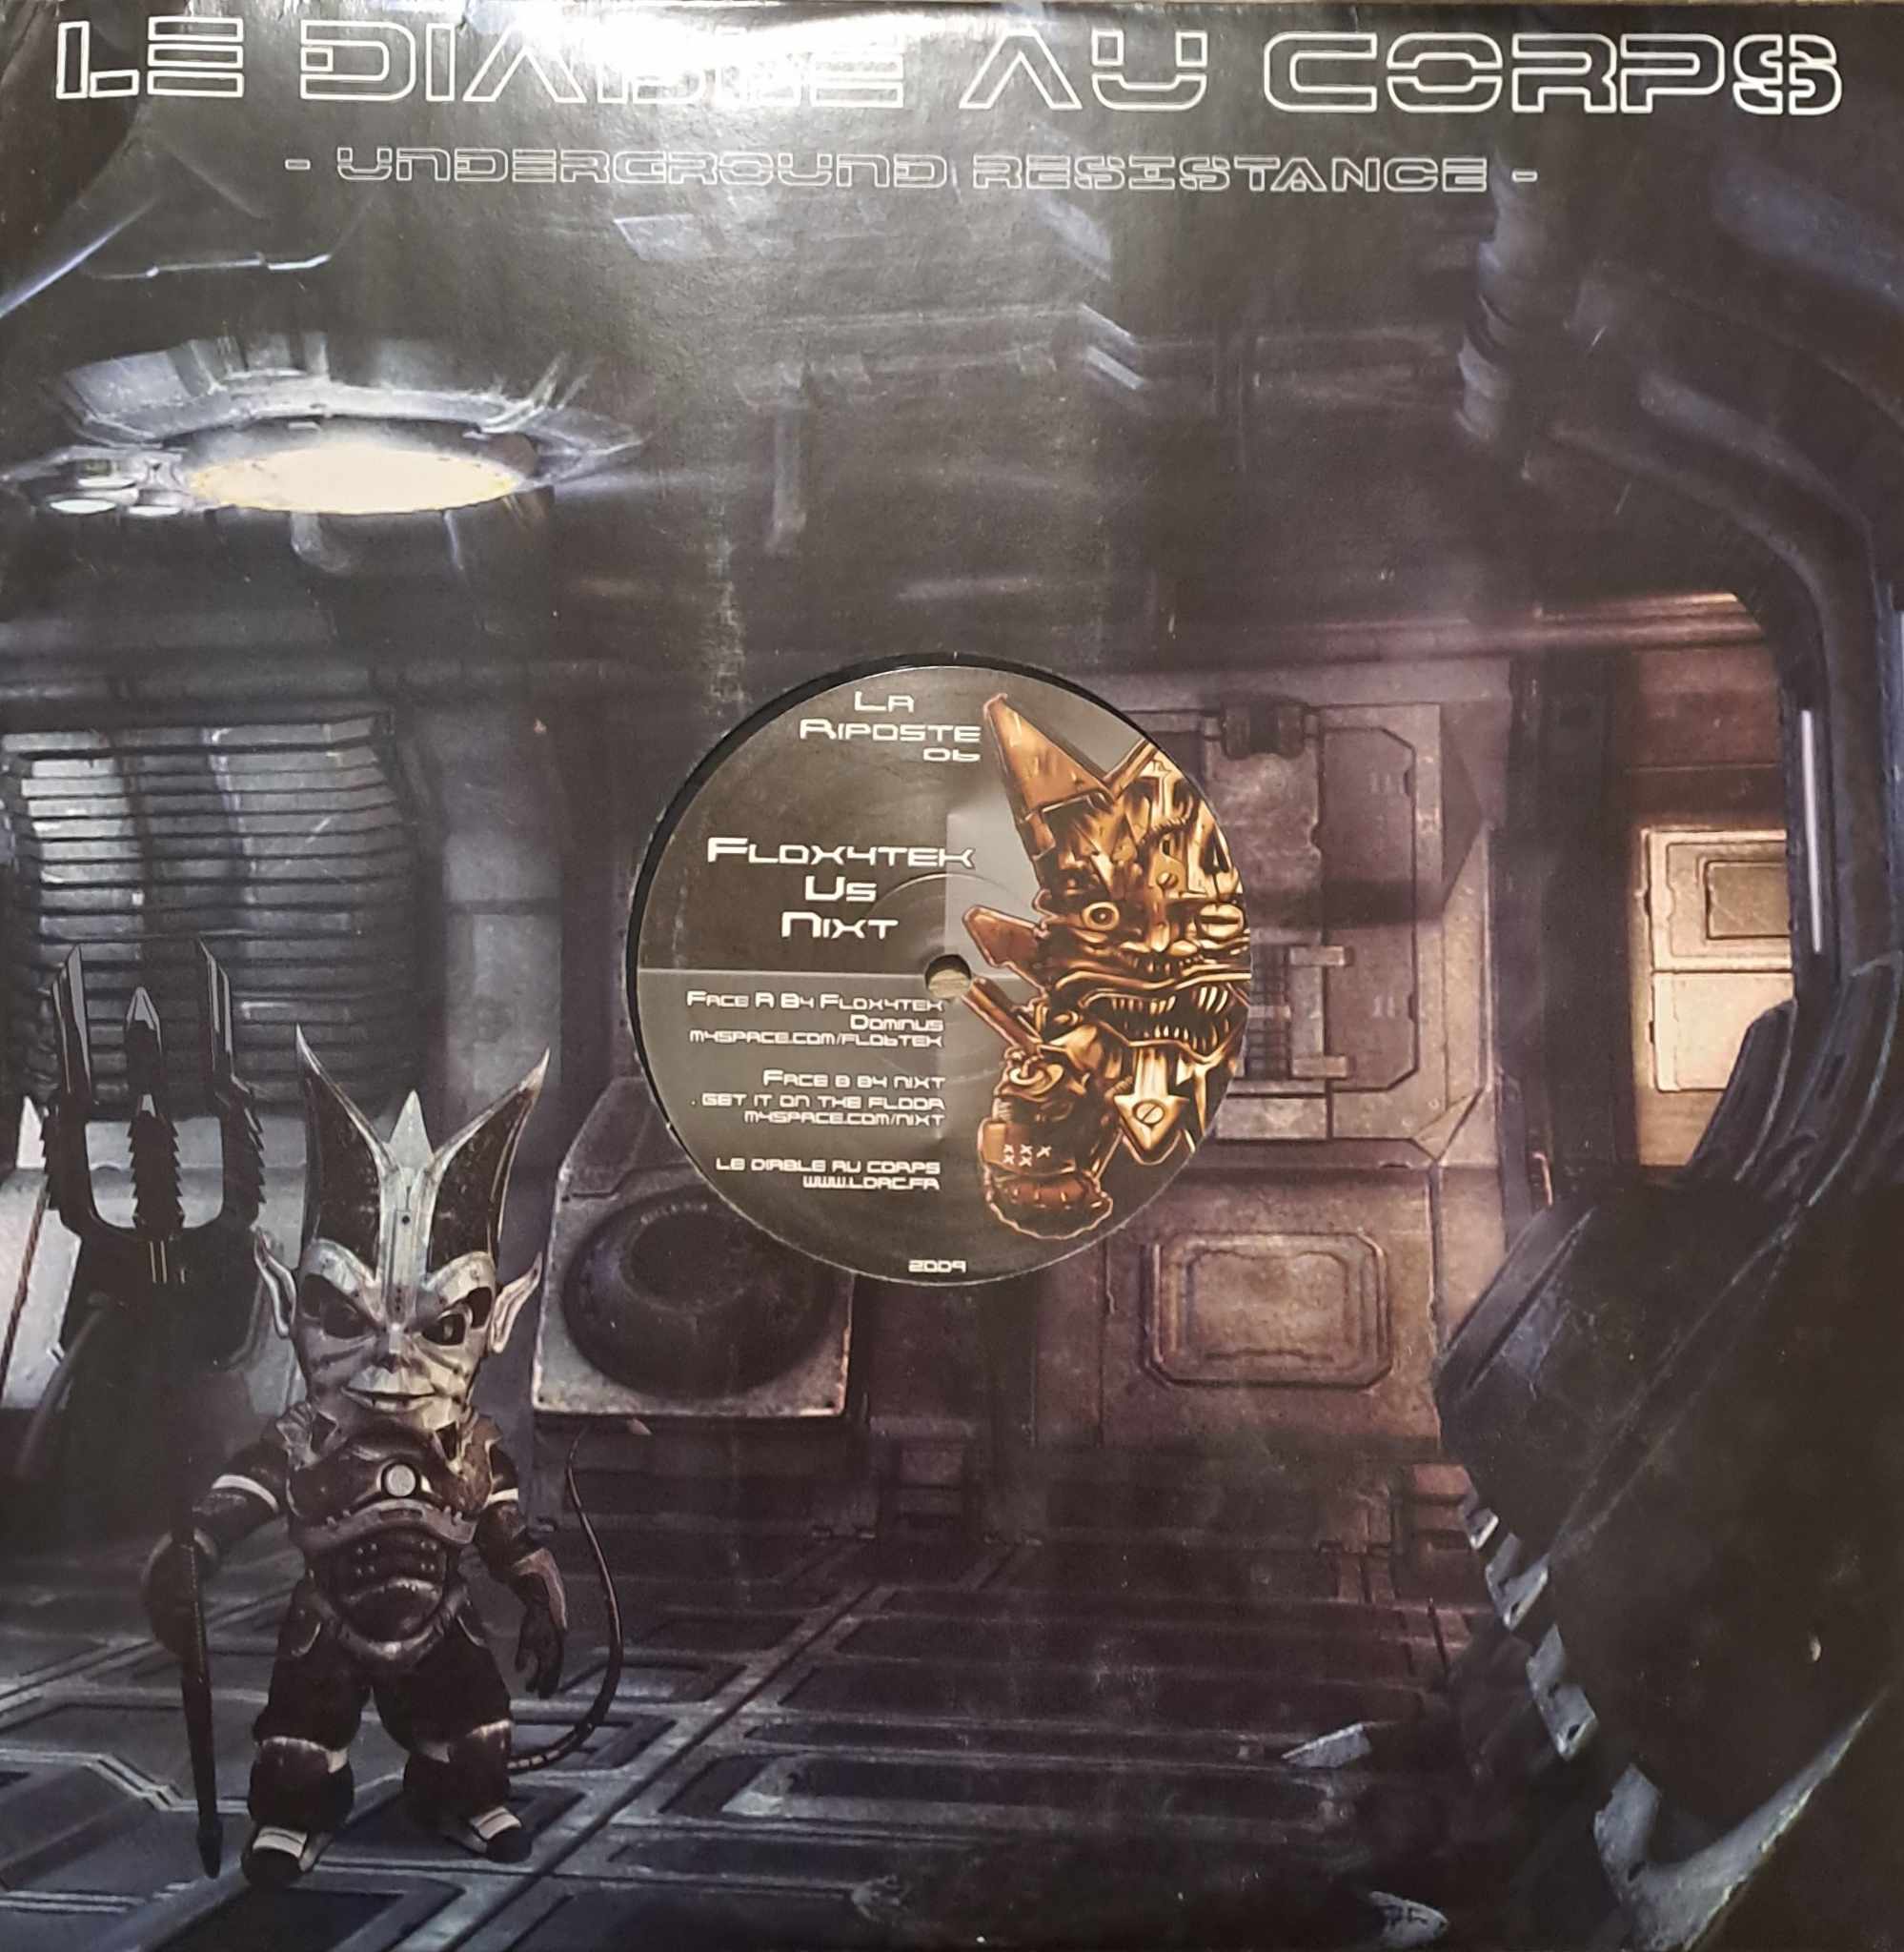 LE DIABLE AU CORPS
- UNDERGROUND RESISTANCE -
La
Riposte
06
Floxytek
Vs
Nixt
Face A By Floxytek
Dominus
myspace.com/flo6tek
Face B By nixt
. get it on the floor
myspace.com/nixt
Le diable au corps
www.ldac.fr
2009